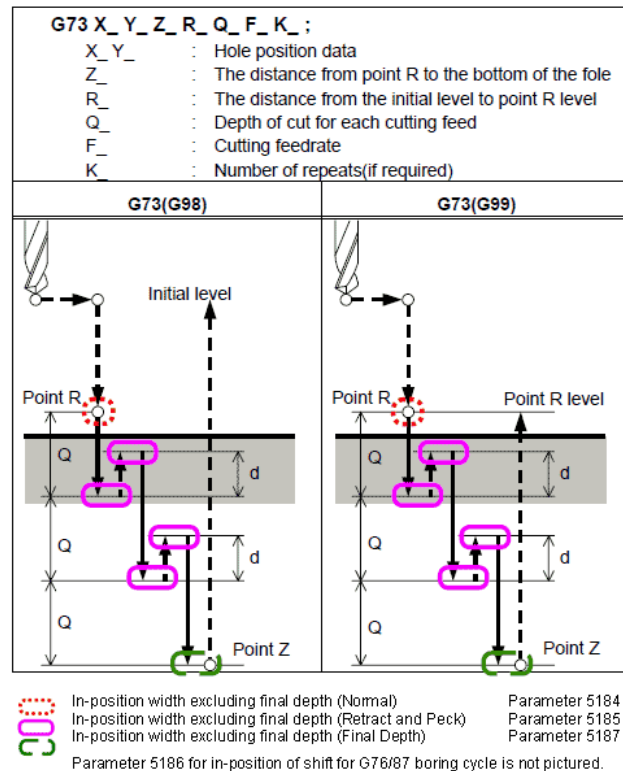 G73 X_ Y_ Z_ R_ Q_ F_ K_ ;
X_ Y_ : Hole position data
Z_ : The distance from point R to the bottom of the fole
R_ : The distance from the initial level to point R level
Q_ : Depth of cut for each cutting feed
F_ : Cutting feedrate
K_ : Number of repeats(if required)
G73(G98) G73(G99)
Initial level
Point R Point R Point R level
Q d Q d
Q d Q d
Q Q
Point Z Point Z
In-position width excluding final depth (Normal) Parameter 5184
In-position width excluding final depth (Retract and Peck) Parameter 5185
In-position width excluding final depth (Final Depth) Parameter 5187
Parameter 5186 for in-position of shift for G76/87 boring cycle is not pictured.